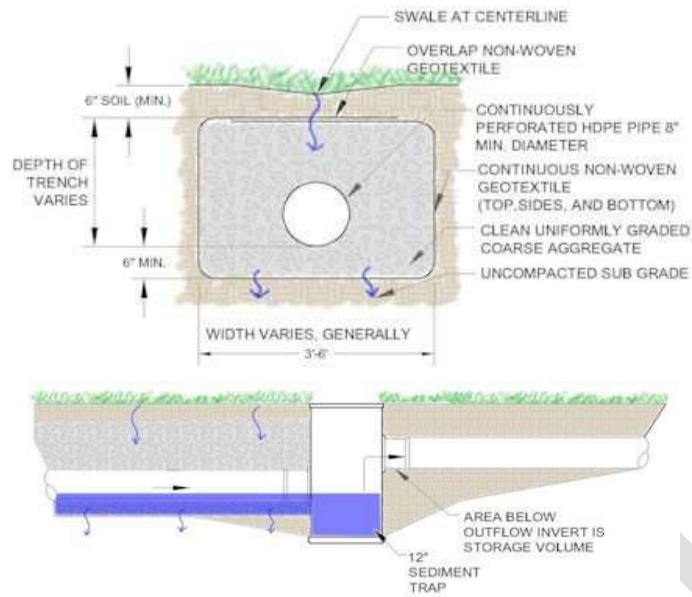 SWALE AT CENTERLINE
OVERLAP NON-WOVEN
GEOTEXTILE
6" SOIL (MIN.)
CONTINUOUSLY
PERFORATED HDPE PIPE 8"
MIN. DIAMETER
DEPTH OF
TRENCH
VARIES
CONTINUOUS NON-WOVEN
GEOTEXTILE
(TOP,SIDES, AND BOTTOM)
CLEAN UNIFORMLY GRADED
COARSE AGGREGATE
6" MIN.
UNCOMPACTED SUB GRADE
WIDTH VARIES, GENERALLY
3'-6'
AREA BELOW
OUTFLOW INVERT IS
STORAGE VOLUME
12"
SEDIMENT
TRAP